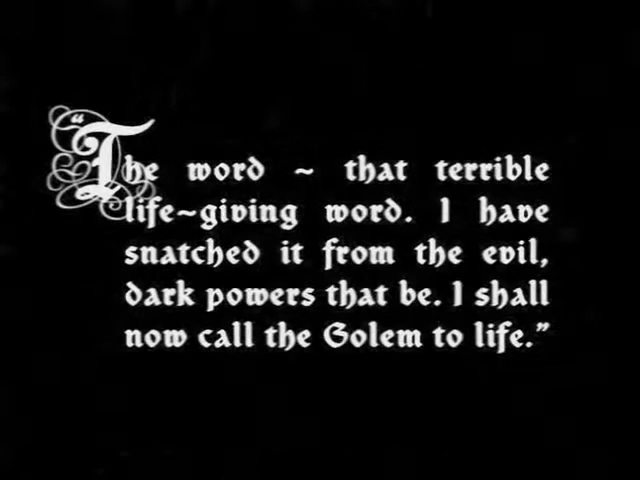 “The word ~ that terrible
life~giving word. I have
snatched it from the evil,
dark powers that be. I shall
now call the Golem to life.”